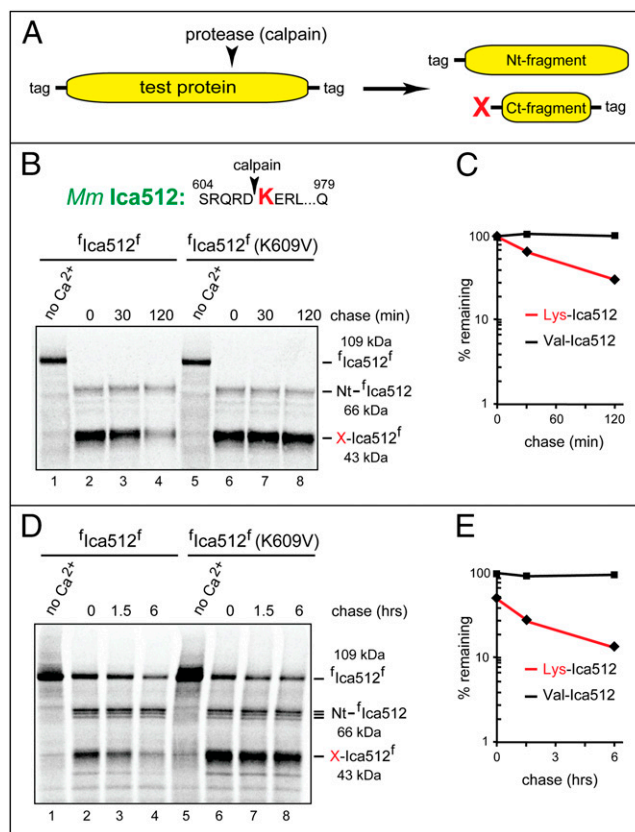 A
protease (calpain)
tag
test protein
tag
tag
Nt-fragment
X
Ct-fragment
tag
B
calpain
Mm Ica512:
604
979
SRQRD KERL...Q
fIca512f
fIca512f (K609V)
no Ca2+
0 30 120
no Ca2+
0 30 120
chase (min)
109 kDa
fIca512f
Nt-fIca512
66 kDa
X-Ica512f
43 kDa
1 2 3 4 5 6 7 8
C
% remaining
100
10
1
Lys-Ica512
Val-Ica512
0 60 120
chase (min)
D
fIca512f
fIca512f (K609V)
no Ca2+
0 1.5 6
no Ca2+
0 1.5 6
chase (hrs)
109 kDa
fIca512f
Nt-fIca512
66 kDa
X-Ica512f
43 kDa
1 2 3 4 5 6 7 8
E
% remaining
100
10
1
Lys-Ica512
Val-Ica512
0 3 6
chase (hrs)